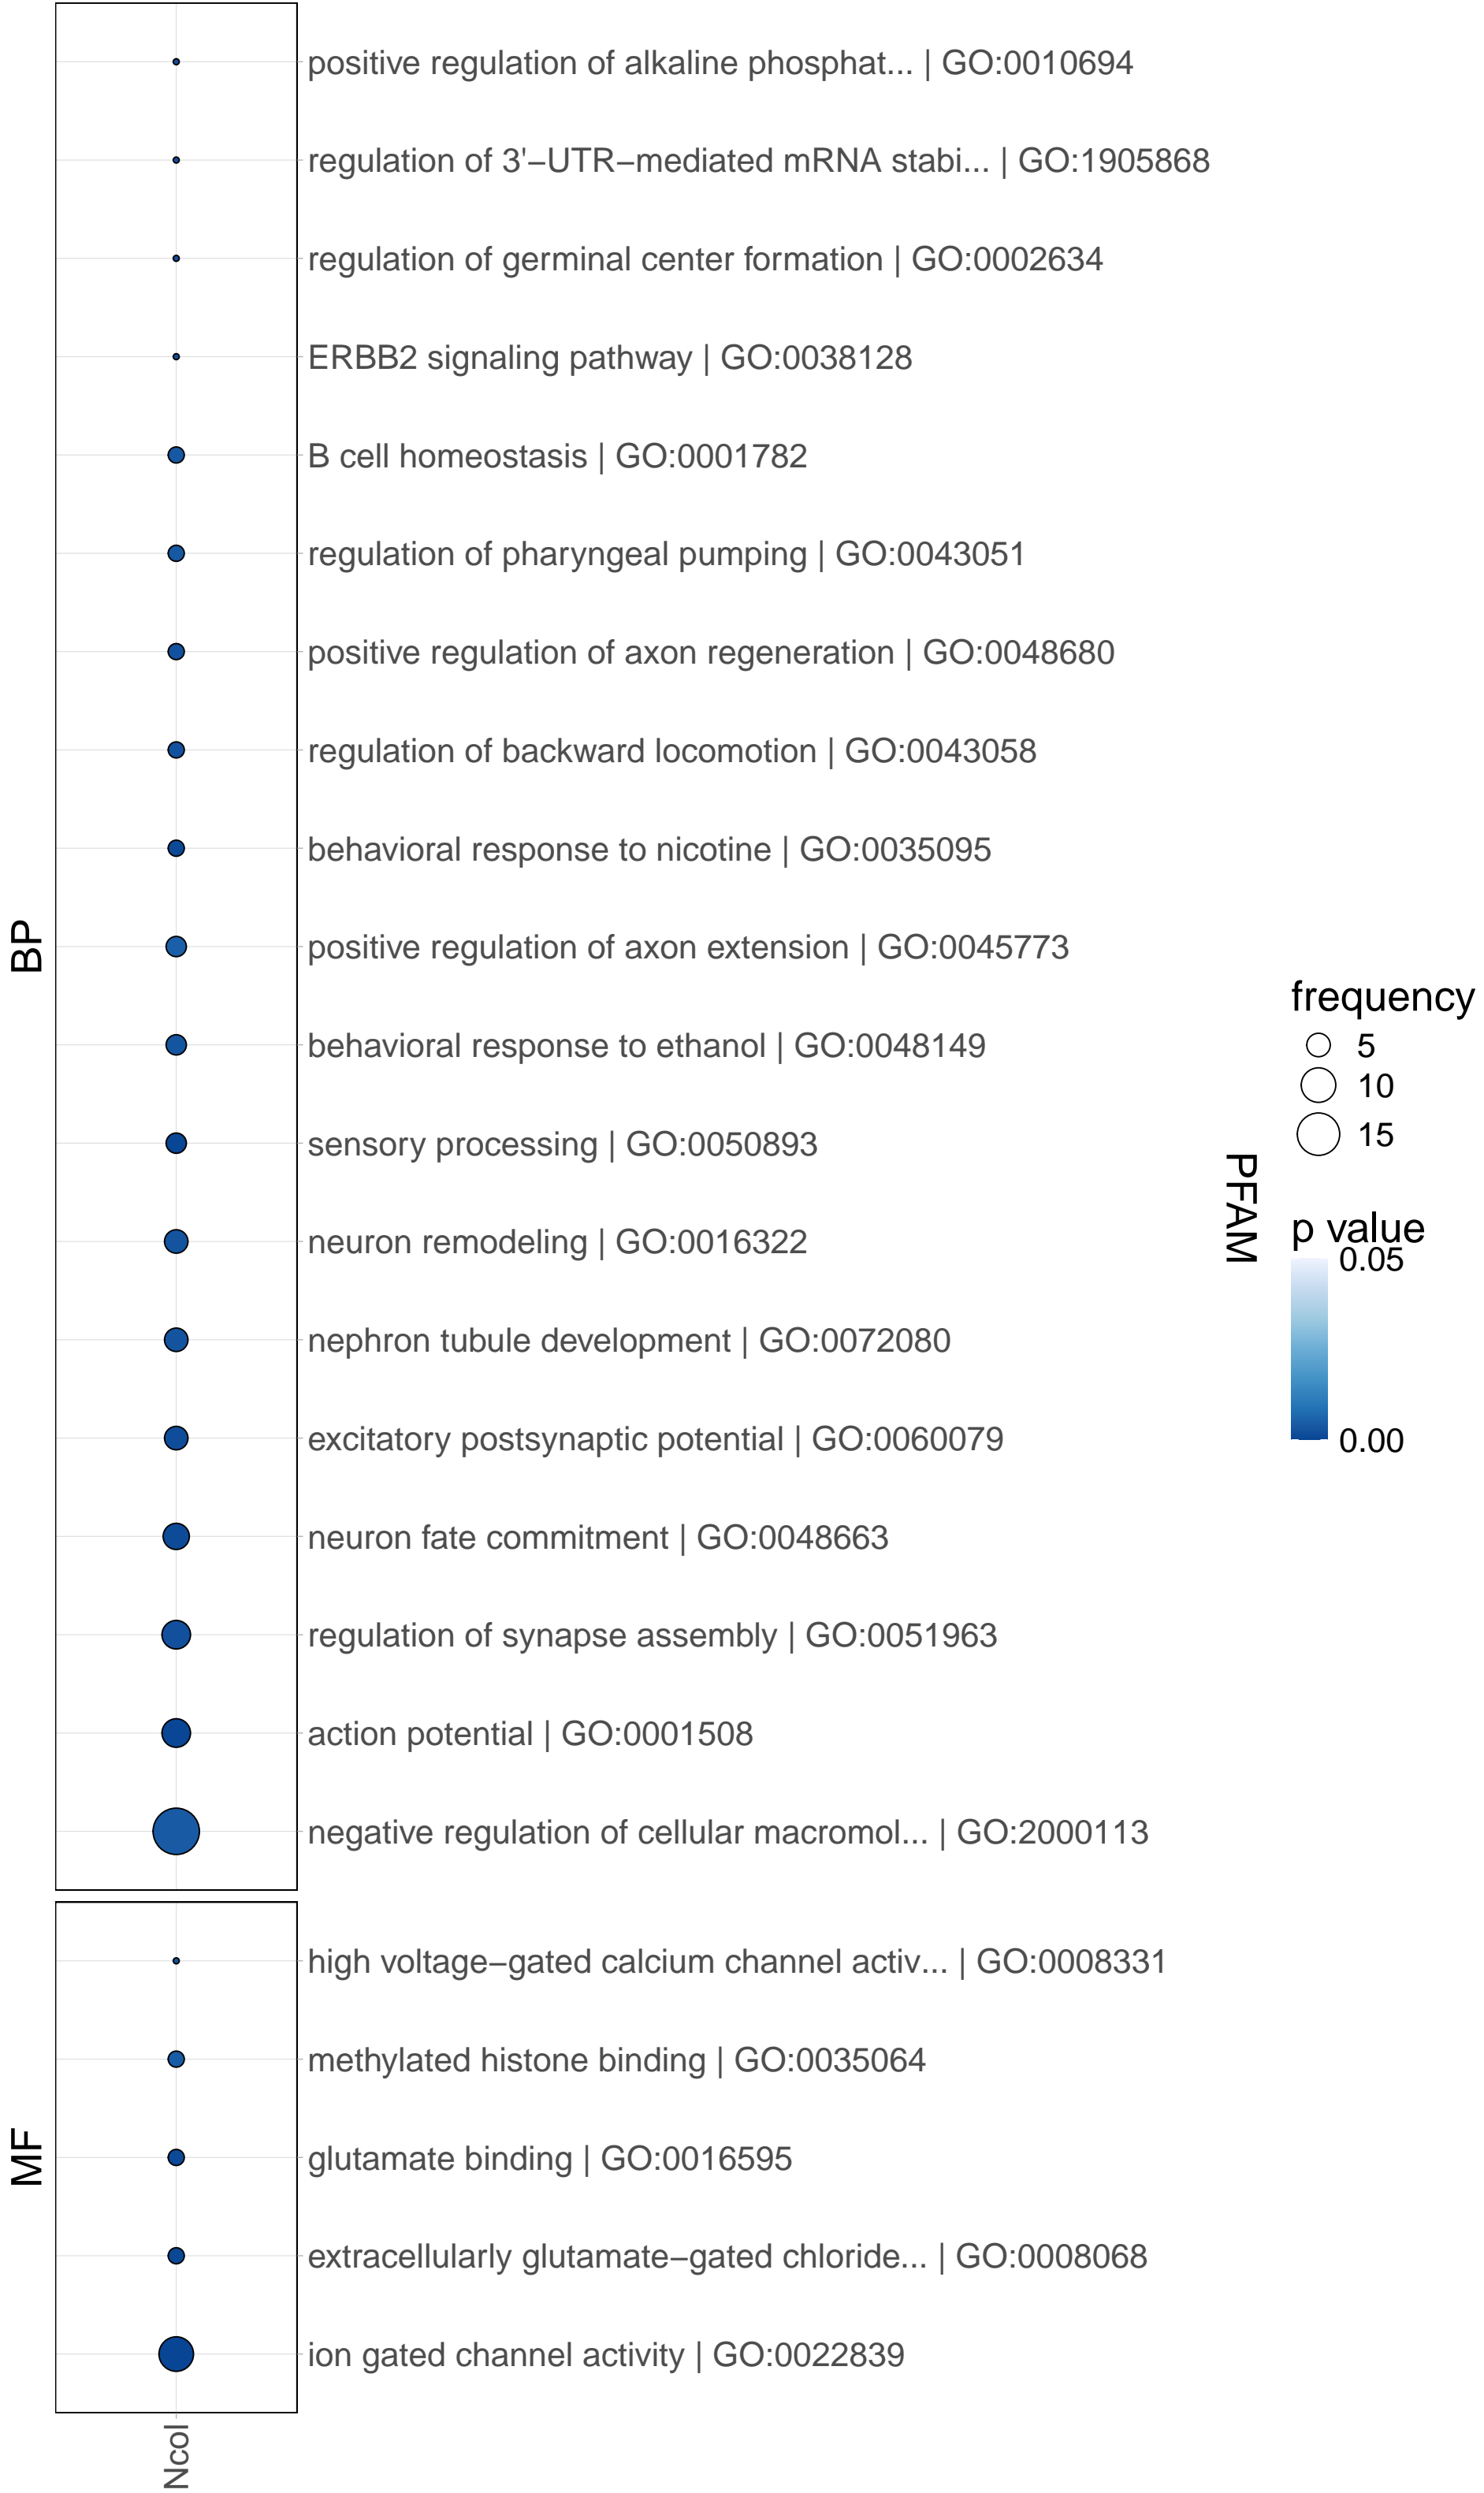 BP
positive regulation of alkaline phosphat... | GO:0010694
regulation of 3'−UTR−mediated mRNA stabi... | GO:1905868
regulation of germinal center formation | GO:0002634
ERBB2 signaling pathway | GO:0038128
B cell homeostasis | GO:0001782
regulation of pharyngeal pumping | GO:0043051
positive regulation of axon regeneration | GO:0048680
regulation of backward locomotion | GO:0043058
behavioral response to nicotine | GO:0035095
positive regulation of axon extension | GO:0045773
behavioral response to ethanol | GO:0048149
sensory processing | GO:0050893
neuron remodeling | GO:0016322
nephron tubule development | GO:0072080
excitatory postsynaptic potential | GO:0060079
neuron fate commitment | GO:0048663
regulation of synapse assembly | GO:0051963
action potential | GO:0001508
negative regulation of cellular macromol... | GO:2000113
MF
high voltage−gated calcium channel activ... | GO:0008331
methylated histone binding | GO:0035064
glutamate binding | GO:0016595
extracellularly glutamate−gated chloride... | GO:0008068
ion gated channel activity | GO:0022839
Ncol
PFAM
frequency
5
10
15
p value
0.05
0.00